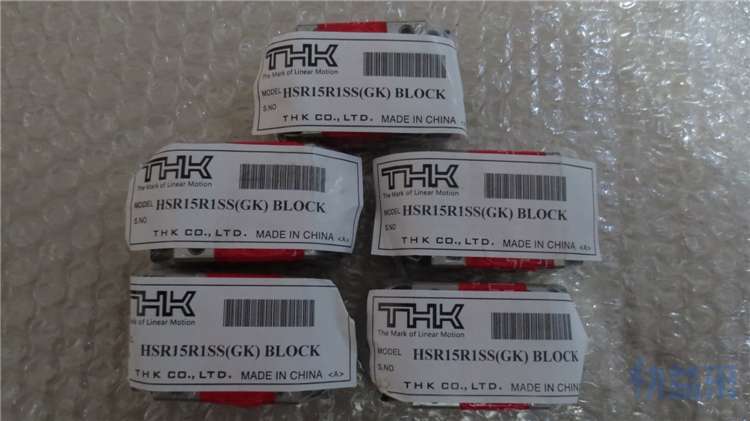 THK
The Mark of Linear Motion
MODEL HSR15R1SS(GK) BLOCK
S.NO
THK CO., LTD. MADE IN CHINA <A>
THK
The Mark of Linear Motion
MODEL HSR15R1SS(GK) BLOCK
S.NO
THK CO., LTD. MADE IN CHINA <A>
THK
The Mark of Linear Motion
MODEL HSR15R1SS(GK) BLOCK
S.NO
THK CO., LTD. MADE IN CHINA <A>
THK
The Mark of Linear Motion
HSR15R1SS(GK) BLOCK
THK CO., LTD. MADE IN CHINA <A>
THK
The Mark of Linear Motion
MODEL HSR15R1SS(GK) BLOCK
S.NO
THK CO., LTD. MADE IN CHINA